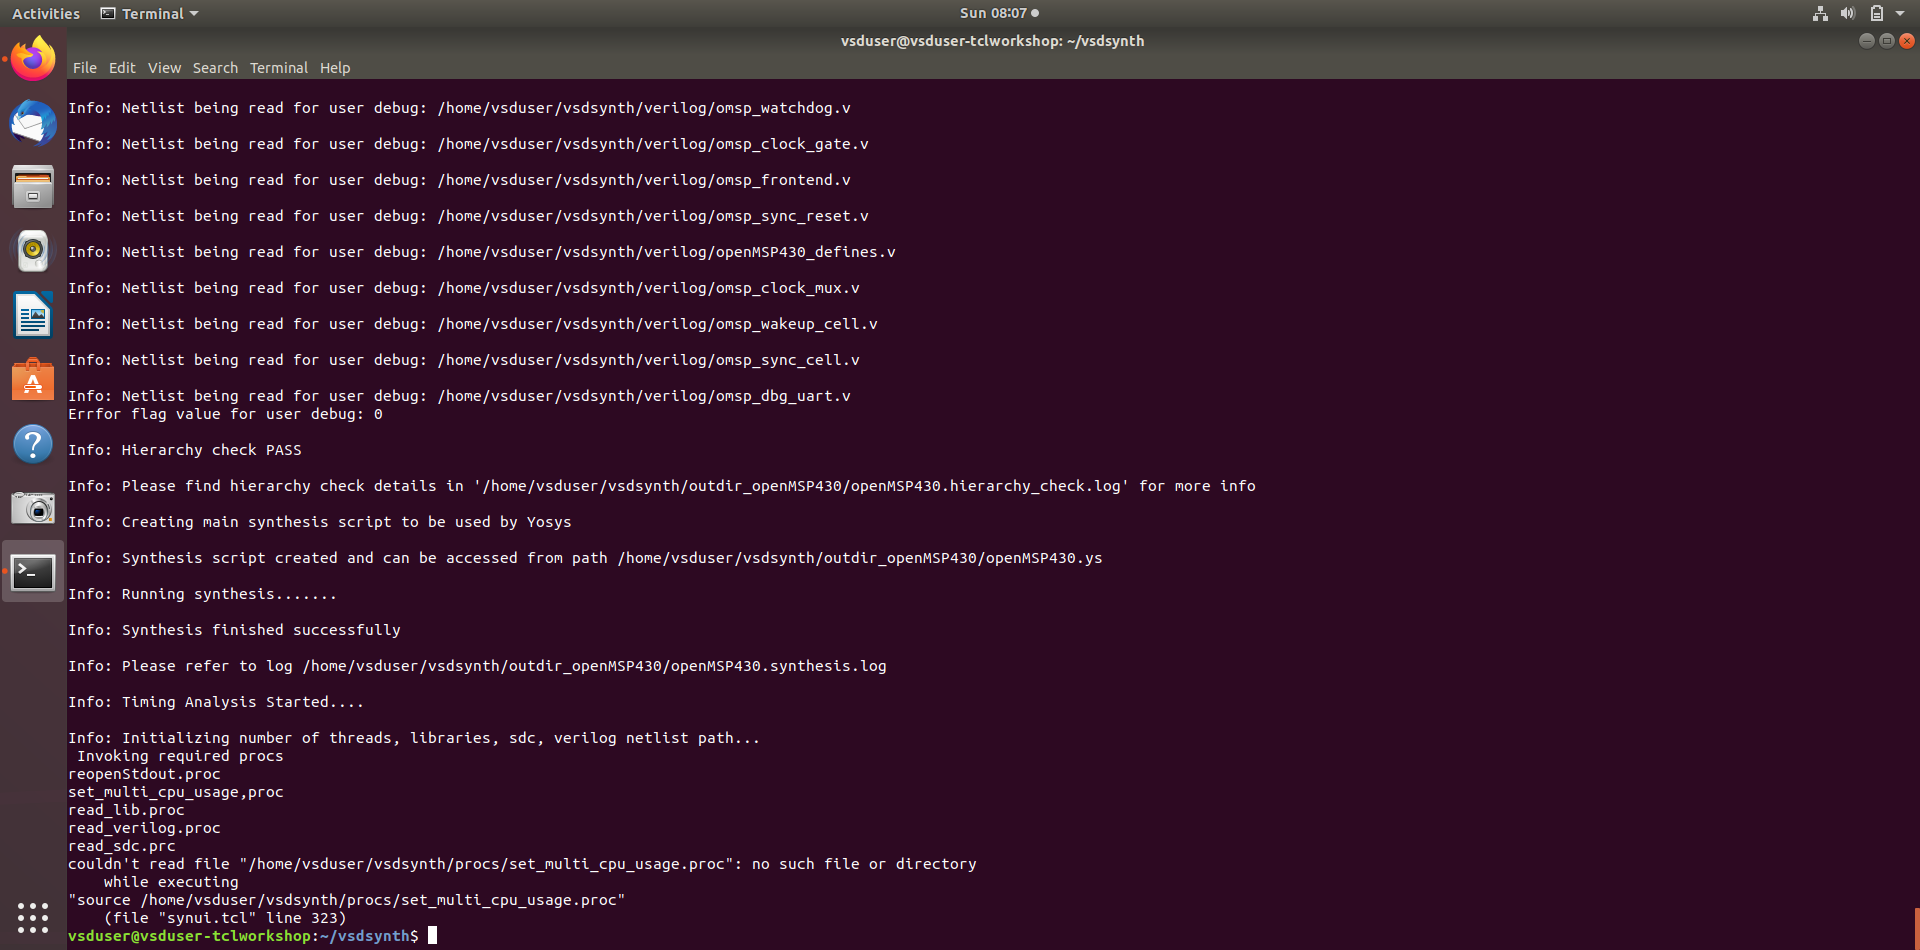 Activities Terminal Sun 08:07
vsduser@vsduser-tclworkshop: ~/vsdsynth
File Edit View Search Terminal Help
Info: Netlist being read for user debug: /home/vsduser/vsdsynth/verilog/omsp_watchdog.v
Info: Netlist being read for user debug: /home/vsduser/vsdsynth/verilog/omsp_clock_gate.v
Info: Netlist being read for user debug: /home/vsduser/vsdsynth/verilog/omsp_frontend.v
Info: Netlist being read for user debug: /home/vsduser/vsdsynth/verilog/omsp_sync_reset.v
Info: Netlist being read for user debug: /home/vsduser/vsdsynth/verilog/openMSP430_defines.v
Info: Netlist being read for user debug: /home/vsduser/vsdsynth/verilog/omsp_clock_mux.v
Info: Netlist being read for user debug: /home/vsduser/vsdsynth/verilog/omsp_wakeup_cell.v
Info: Netlist being read for user debug: /home/vsduser/vsdsynth/verilog/omsp_sync_cell.v
Info: Netlist being read for user debug: /home/vsduser/vsdsynth/verilog/omsp_dbg_uart.v
Errfor flag value for user debug: 0
Info: Hierarchy check PASS
Info: Please find hierarchy check details in '/home/vsduser/vsdsynth/outdir_openMSP430/openMSP430.hierarchy_check.log' for more info
Info: Creating main synthesis script to be used by Yosys
Info: Synthesis script created and can be accessed from path /home/vsduser/vsdsynth/outdir_openMSP430/openMSP430.ys
Info: Running synthesis.......
Info: Synthesis finished successfully
Info: Please refer to log /home/vsduser/vsdsynth/outdir_openMSP430/openMSP430.synthesis.log
Info: Timing Analysis Started....
Info: Initializing number of threads, libraries, sdc, verilog netlist path...
Invoking required procs
reopenStdout.proc
set_multi_cpu_usage,proc
read_lib.proc
read_verilog.proc
read_sdc.prc
couldn't read file "/home/vsduser/vsdsynth/procs/set_multi_cpu_usage.proc": no such file or directory
while executing
"source /home/vsduser/vsdsynth/procs/set_multi_cpu_usage.proc"
(file "synui.tcl" line 323)
vsduser@vsduser-tclworkshop:~/vsdsynth$